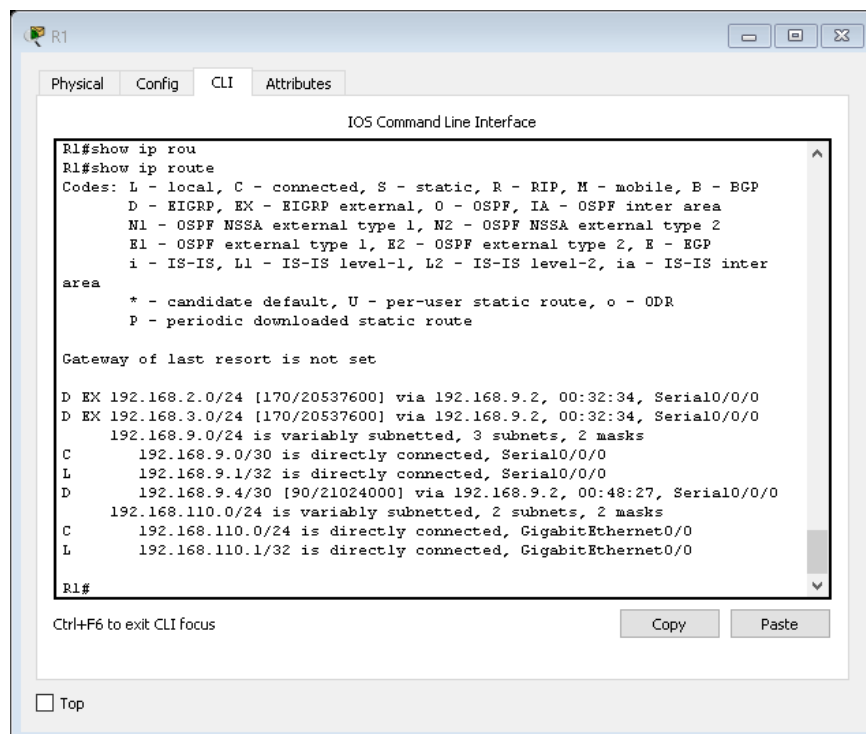 R1
Physical Config CLI Attributes
IOS Command Line Interface
R1#show ip rou
R1#show ip route
Codes: L - local, C - connected, S - static, R - RIP, M - mobile, B - BGP
D - EIGRP, EX - EIGRP external, O - OSPF, IA - OSPF inter area
N1 - OSPF NSSA external type 1, N2 - OSPF NSSA external type 2
E1 - OSPF external type 1, E2 - OSPF external type 2, E - EGP
i - IS-IS, L1 - IS-IS level-1, L2 - IS-IS level-2, ia - IS-IS inter
area
* - candidate default, U - per-user static route, o - ODR
P - periodic downloaded static route
Gateway of last resort is not set
D EX 192.168.2.0/24 [170/20537600] via 192.168.9.2, 00:32:34, Serial0/0/0
D EX 192.168.3.0/24 [170/20537600] via 192.168.9.2, 00:32:34, Serial0/0/0
192.168.9.0/24 is variably subnetted, 3 subnets, 2 masks
C 192.168.9.0/30 is directly connected, Serial0/0/0
L 192.168.9.1/32 is directly connected, Serial0/0/0
D 192.168.9.4/30 [90/21024000] via 192.168.9.2, 00:48:27, Serial0/0/0
192.168.110.0/24 is variably subnetted, 2 subnets, 2 masks
C 192.168.110.0/24 is directly connected, GigabitEthernet0/0
L 192.168.110.1/32 is directly connected, GigabitEthernet0/0
R1#
Ctrl+F6 to exit CLI focus
Copy Paste
Top